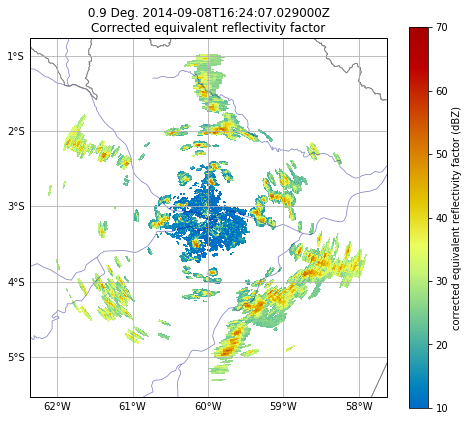 0.9 Deg. 2014-09-08T16:24:07.029000Z
Corrected equivalent reflectivity factor
1°S
2°S
3°S
4°S
5°S
62°W 61°W 60°W 59°W 58°W
70
60
50
40
30
20
10
corrected equivalent reflectivity factor (dBZ)